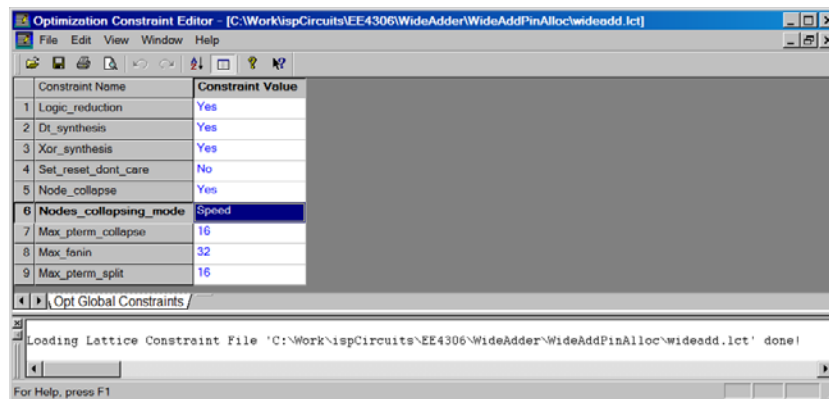 Optimization Constraint Editor - [C:\Work\ispCircuits\EE4306\WideAdder\WideAddPinAlloc\wideadd.lct]
File Edit View Window Help
Constraint Name Constraint Value
1 Logic_reduction Yes
2 Dt_synthesis Yes
3 Xor_synthesis Yes
4 Set_reset_dont_care No
5 Node_collapse Yes
6 Nodes_collapsing_mode Speed
7 Max_pterm_collapse 16
8 Max_fanin 32
9 Max_pterm_split 16
Opt Global Constraints
Loading Lattice Constraint File 'C:\Work\ispCircuits\EE4306\WideAdder\WideAddPinAlloc\wideadd.lct' done!
For Help, press F1